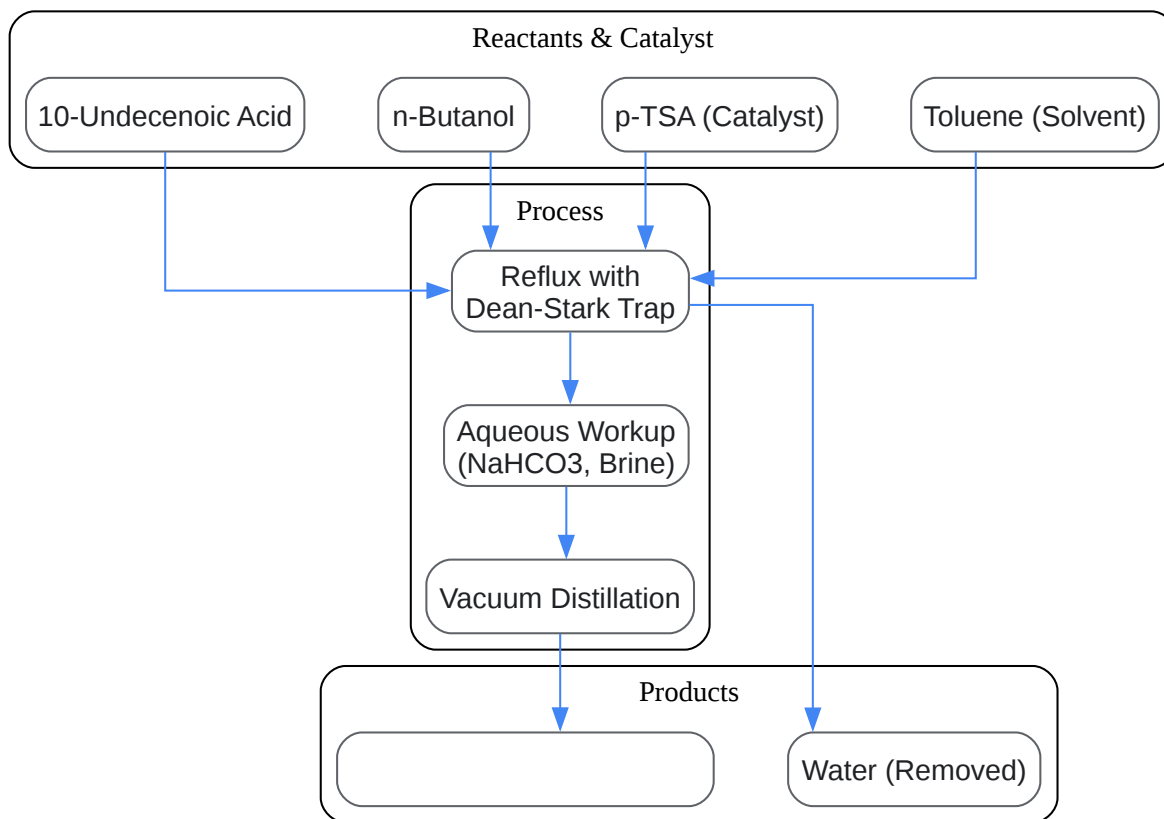 Reactants & Catalyst
10-Undecenoic Acid
n-Butanol
p-TSA (Catalyst)
Toluene (Solvent)
Process
Reflux with
Dean-Stark Trap
Aqueous Workup
(NaHCO3, Brine)
Vacuum Distillation
Products
Water (Removed)